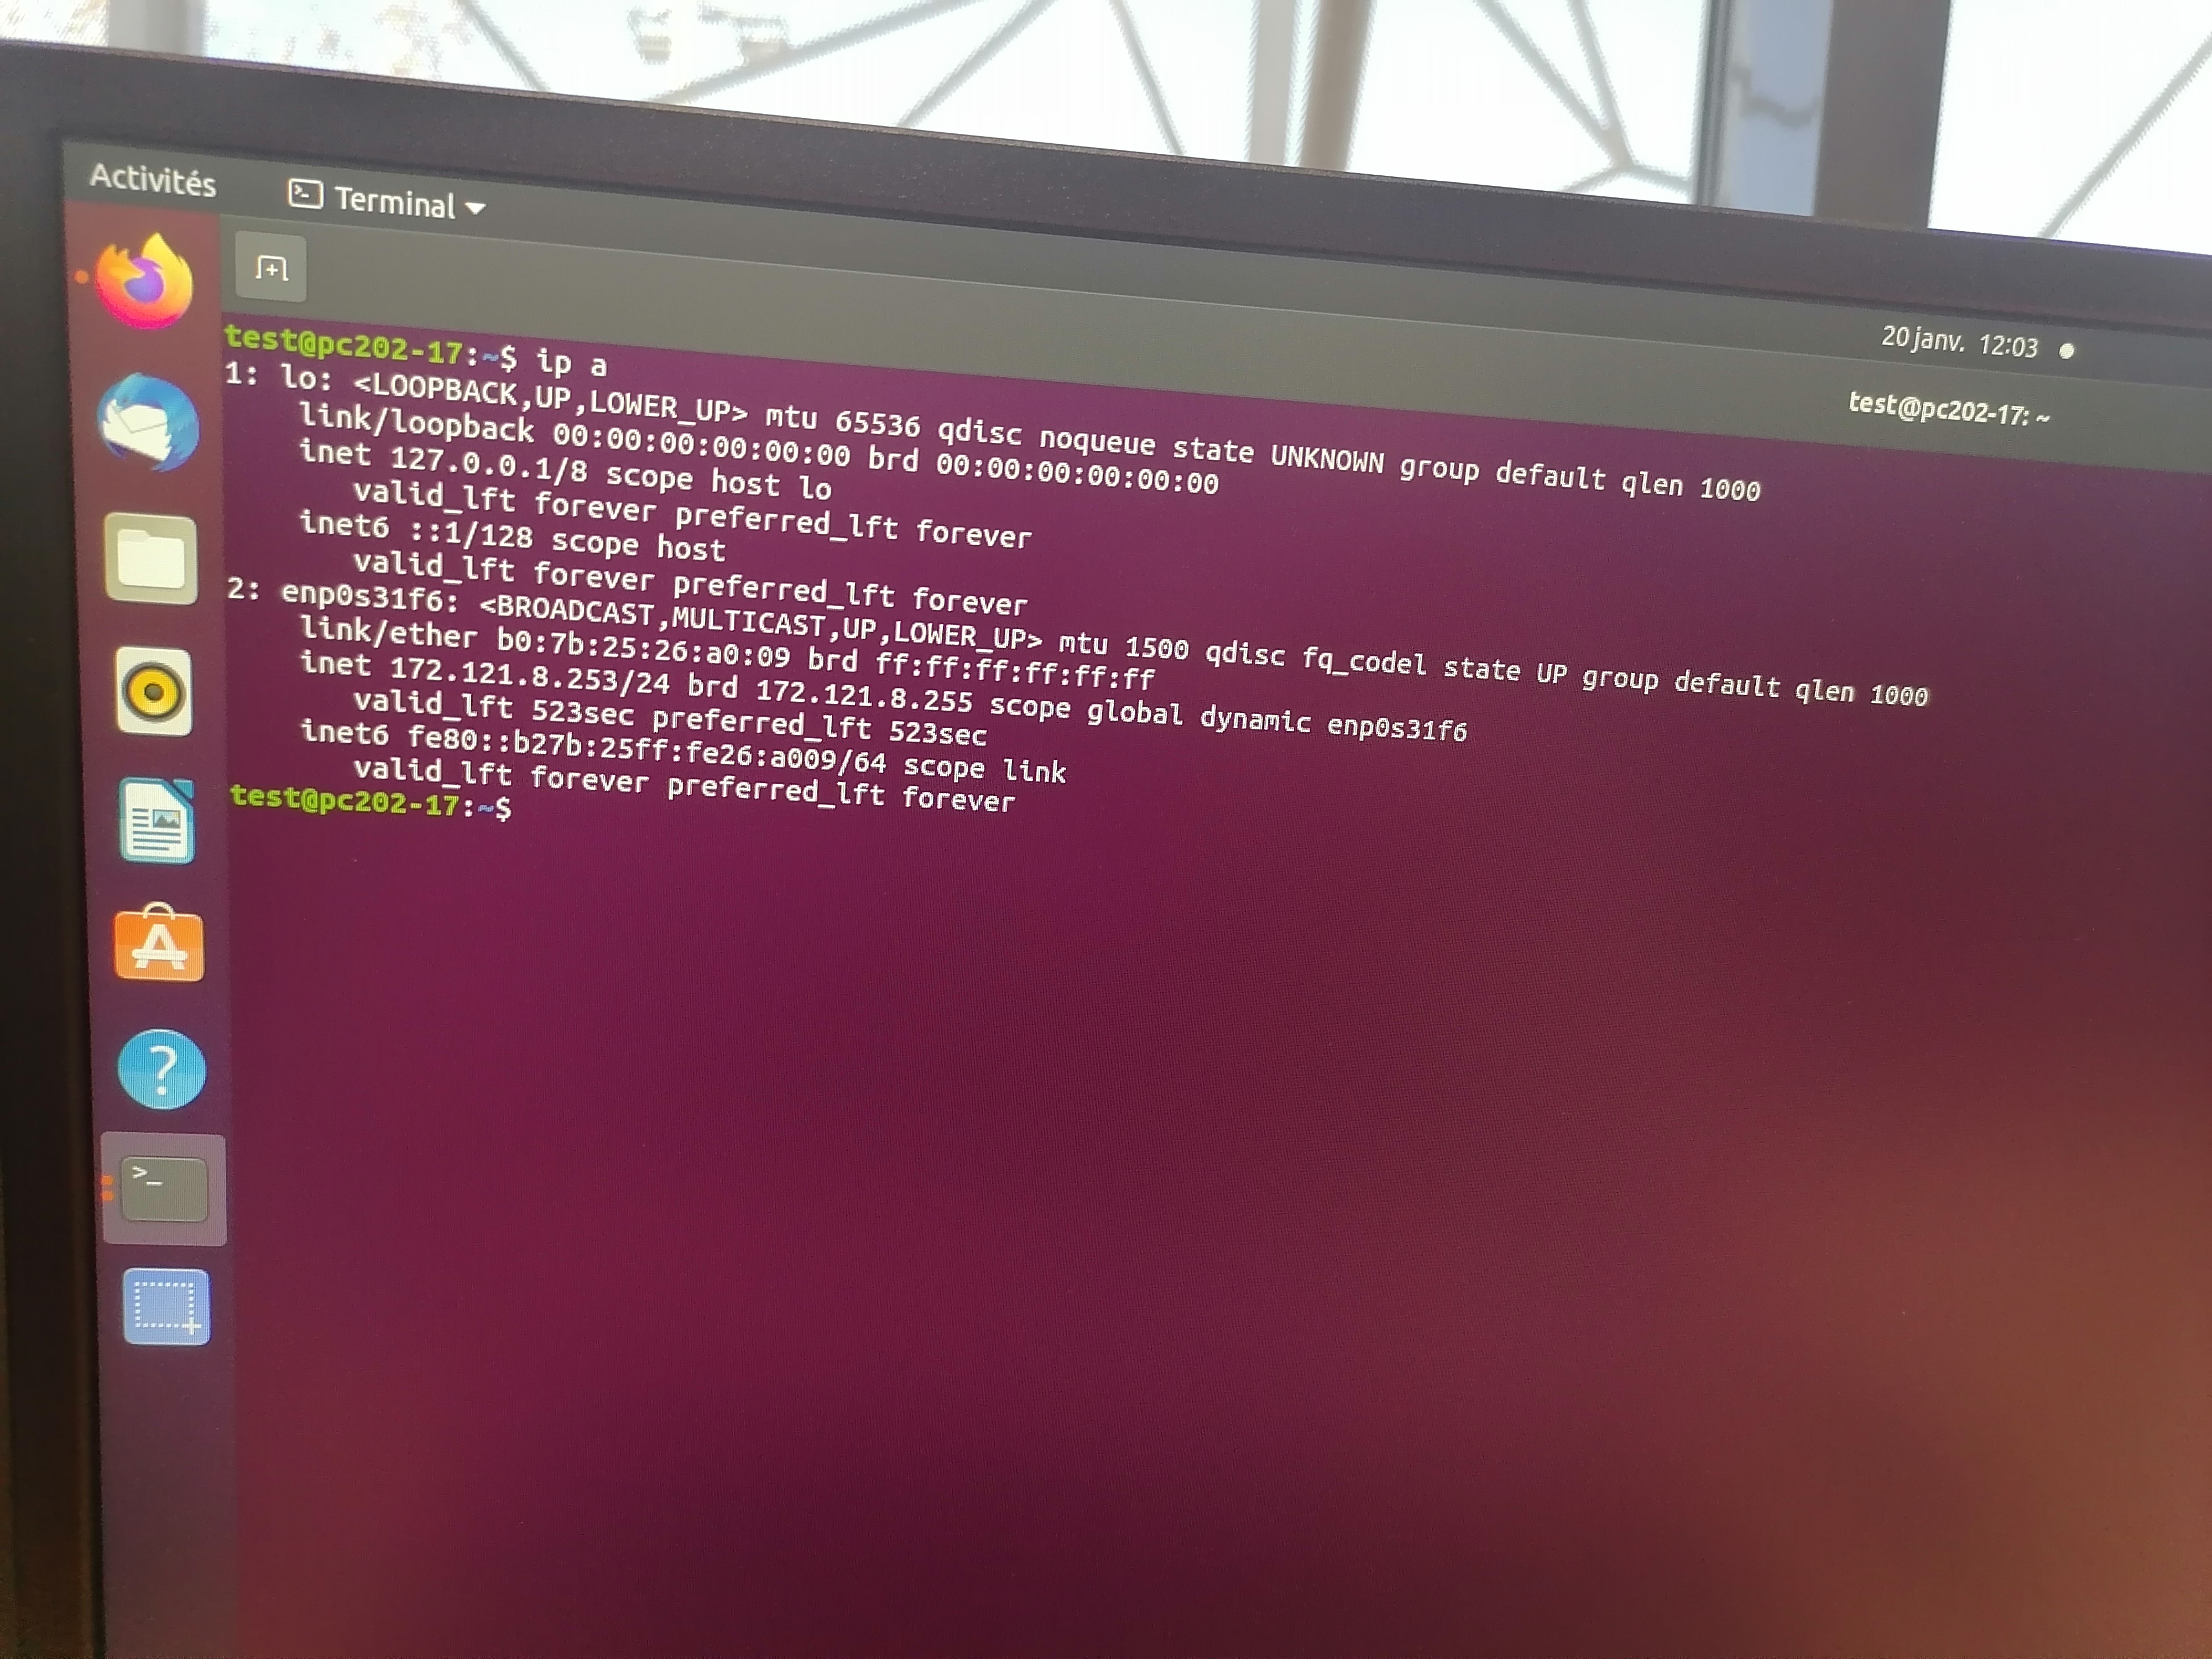 Activités
Terminal
20 janv. 12:03
test@pc202-17: ~
test@pc202-17:~$ ip a
1: lo: <LOOPBACK,UP,LOWER_UP> mtu 65536 qdisc noqueue state UNKNOWN group default qlen 1000
link/loopback 00:00:00:00:00:00 brd 00:00:00:00:00:00
inet 127.0.0.1/8 scope host lo
valid_lft forever preferred_lft forever
inet6 ::1/128 scope host
valid_lft forever preferred_lft forever
2: enp0s31f6: <BROADCAST,MULTICAST,UP,LOWER_UP> mtu 1500 qdisc fq_codel state UP group default qlen 1000
link/ether b0:7b:25:26:a0:09 brd ff:ff:ff:ff:ff:ff
inet 172.121.8.253/24 brd 172.121.8.255 scope global dynamic enp0s31f6
valid_lft 523sec preferred_lft 523sec
inet6 fe80::b27b:25ff:fe26:a009/64 scope link
valid_lft forever preferred_lft forever
test@pc202-17:~$